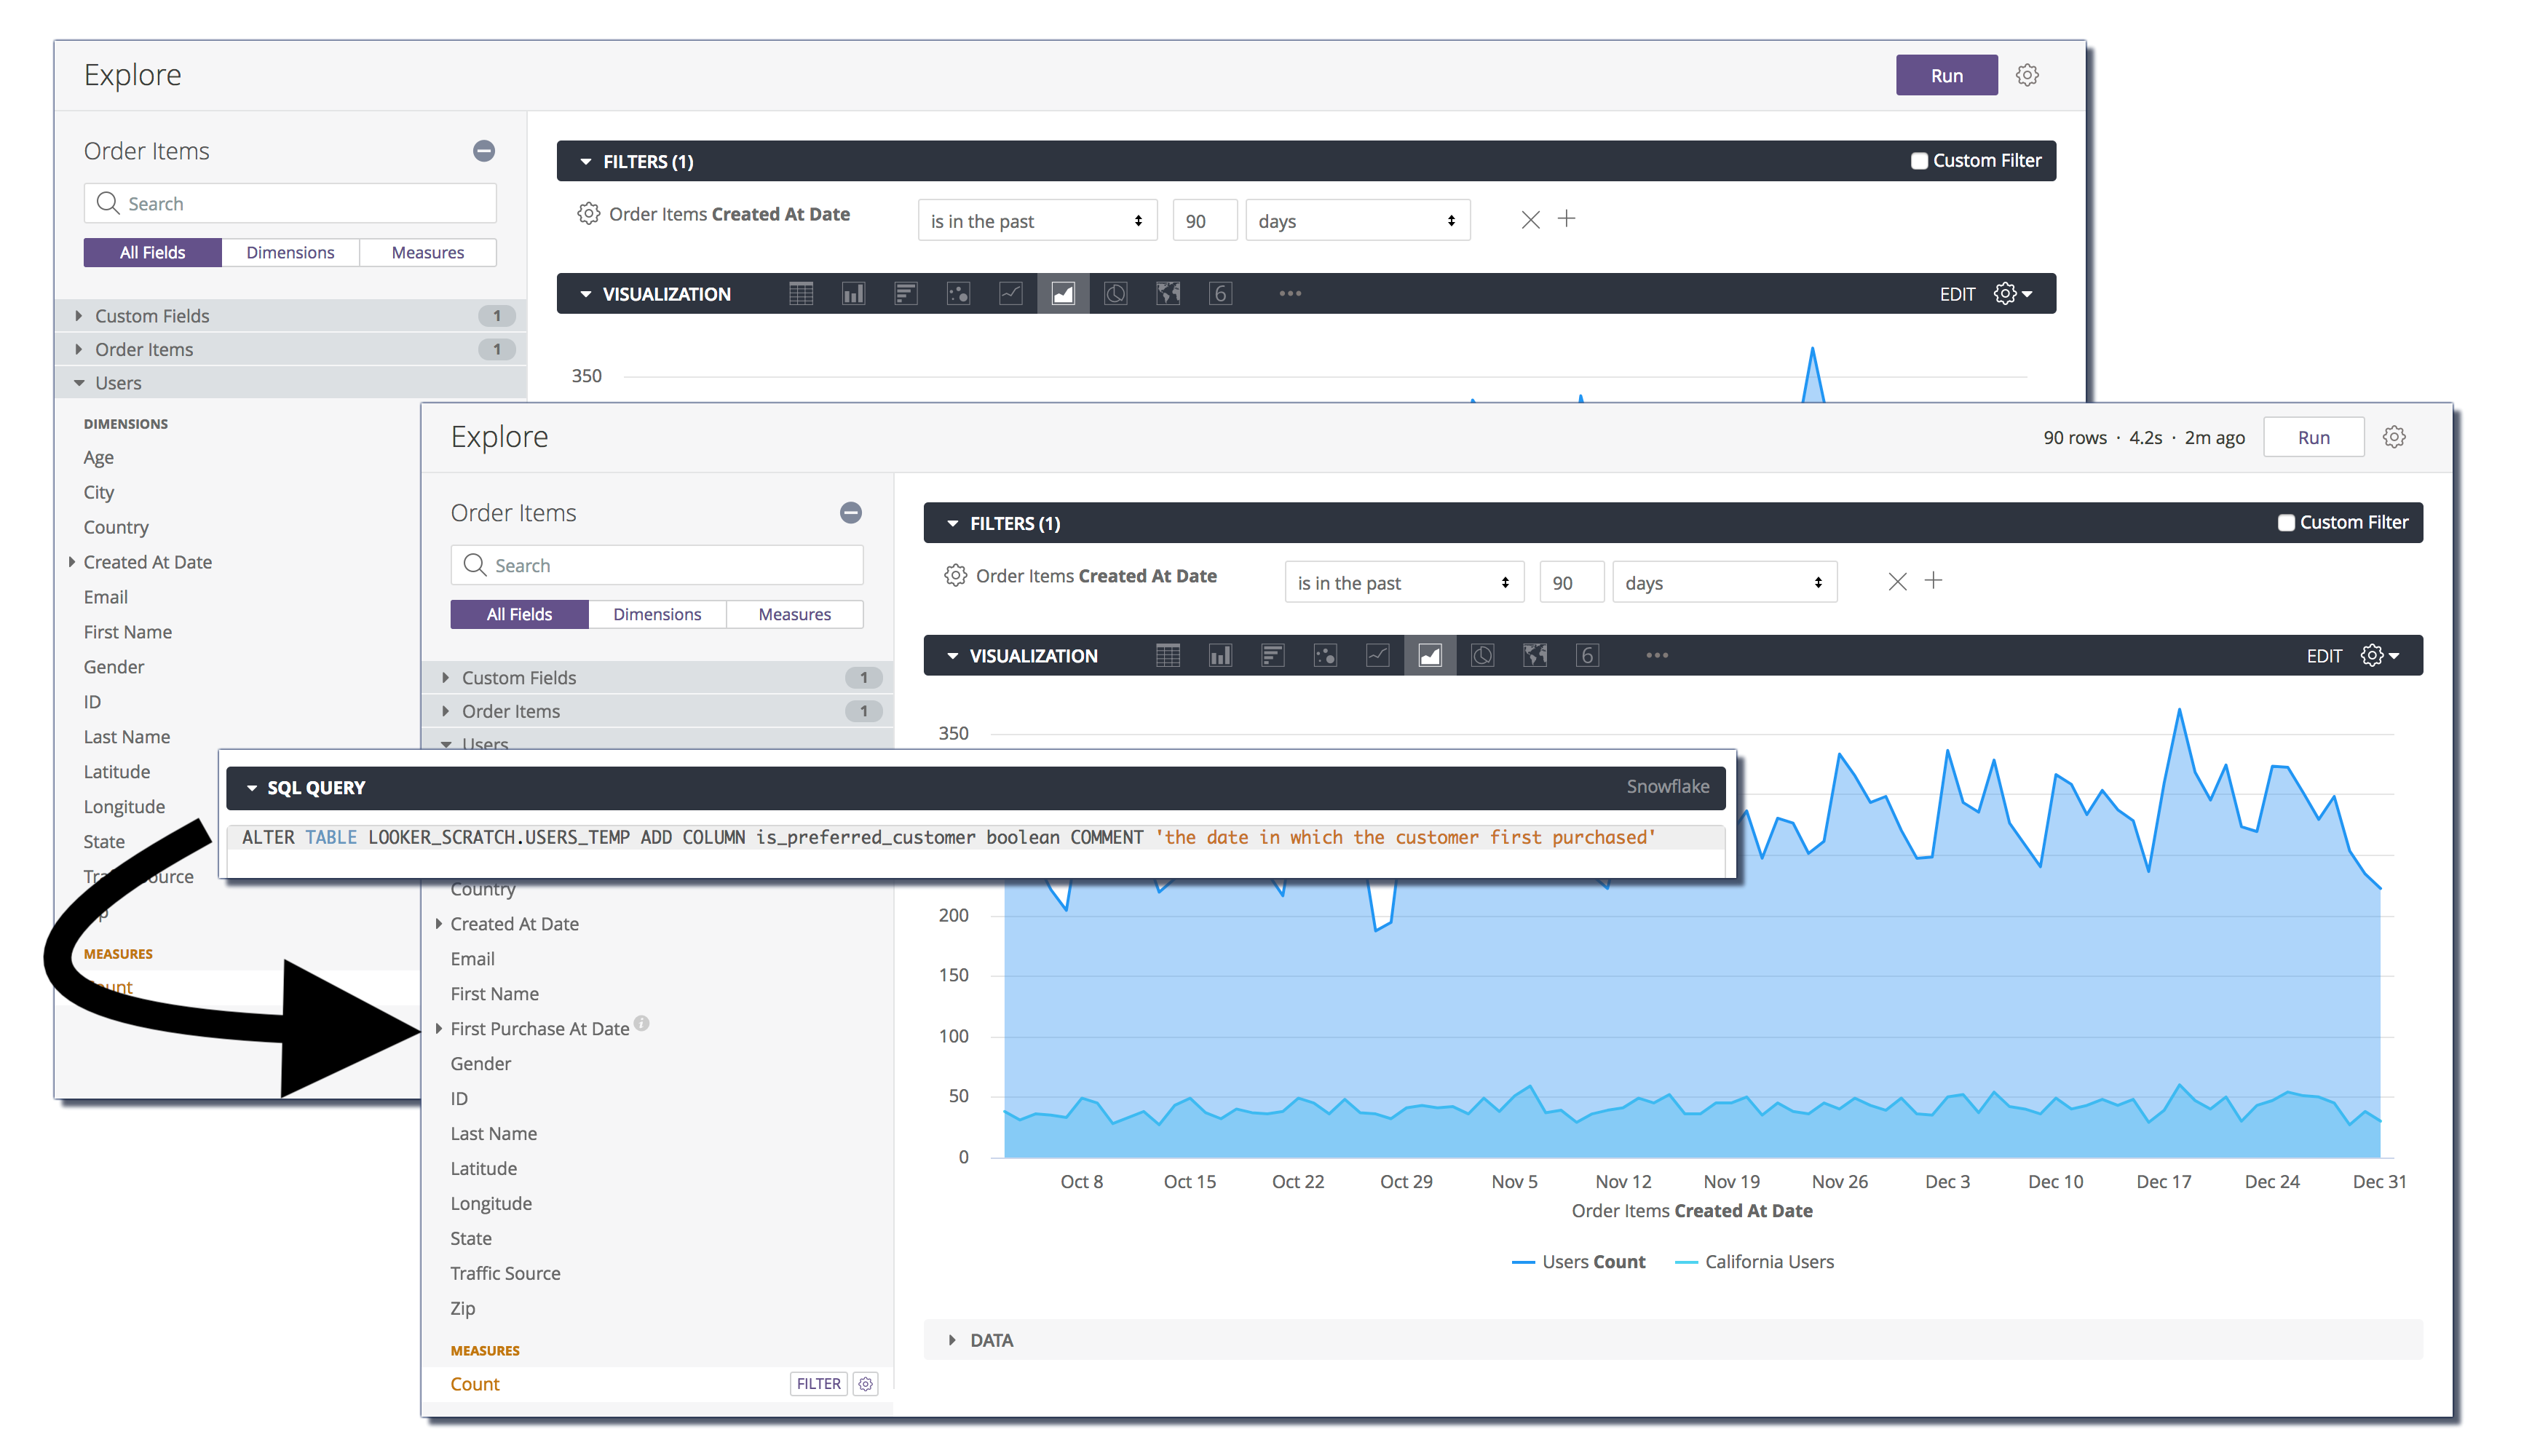 Explore
Run
Order Items
Search
All Fields Dimensions Measures
Custom Fields 1
Order Items 1
Users
DIMENSIONS
Age
City
Country
Created At Date
Email
First Name
Gender
ID
Last Name
Latitude
Longitude
State
MEASURES
FILTERS (1) Custom Filter
Order Items Created At Date is in the past 90 days
VISUALIZATION 6 ••• EDIT
350
Explore
90 rows · 4.2s · 2m ago Run
Order Items
Search
All Fields Dimensions Measures
Custom Fields 1
Order Items 1
Users
SQL QUERY Snowflake
ALTER TABLE LOOKER_SCRATCH.USERS_TEMP ADD COLUMN is_preferred_customer boolean COMMENT 'the date in which the customer first purchased'
Country
Created At Date
Email
First Name
First Purchase At Date i
Gender
ID
Last Name
Latitude
Longitude
State
Traffic Source
Zip
MEASURES
Count FILTER
FILTERS (1) Custom Filter
Order Items Created At Date is in the past 90 days
VISUALIZATION 6 ••• EDIT
350
200
150
100
50
0
Oct 8 Oct 15 Oct 22 Oct 29 Nov 5 Nov 12 Nov 19 Nov 26 Dec 3 Dec 10 Dec 17 Dec 24 Dec 31
Order Items Created At Date
Users Count California Users
DATA